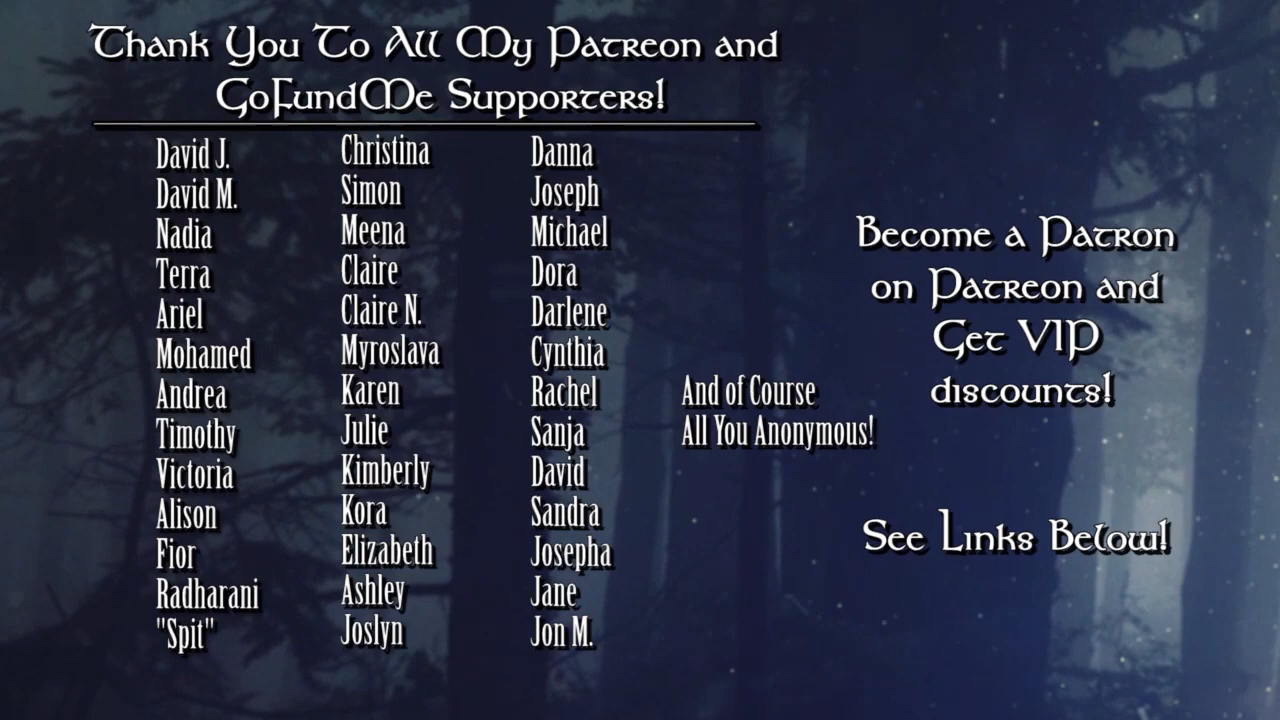 Thank You To All My Patreon and
GoFundMe Supporters!
David J.
David M.
Nadia
Terra
Ariel
Mohamed
Andrea
Timothy
Victoria
Alison
Fior
Radharani
"Spit"
Christina
Simon
Meena
Claire
Claire N.
Myroslava
Karen
Julie
Kimberly
Kora
Elizabeth
Ashley
Joslyn
Danna
Joseph
Michael
Dora
Darlene
Cynthia
Rachel
Sanja
David
Sandra
Josepha
Jane
Jon M.
And of Course
All You Anonymous!
Become a Patron
on Patreon and
Get VIP
discounts!
See Links Below!